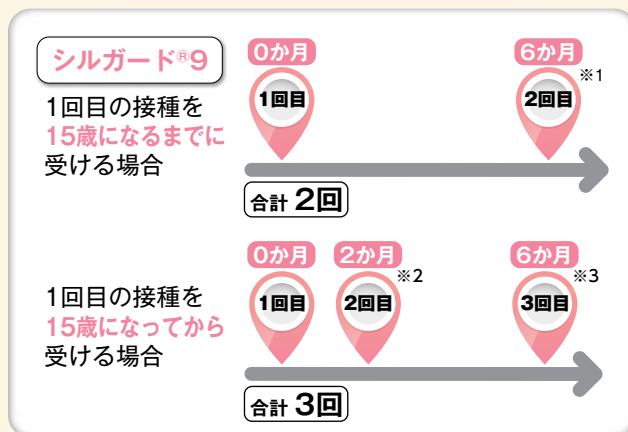 シルガード®9
1回目の接種を
15歳になるまでに
受ける場合
0か月
1回目
6か月
※1
2回目
合計 2回
1回目の接種を
15歳になってから
受ける場合
0か月
1回目
2か月
※2
2回目
6か月
※3
3回目
合計 3回